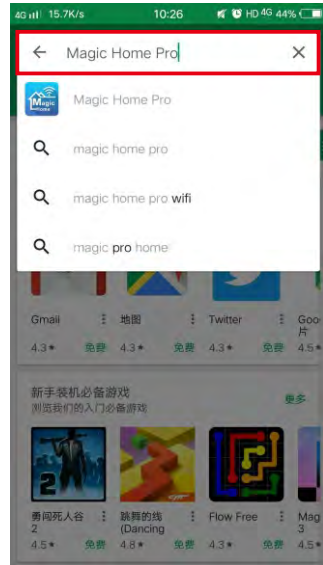 4G 15.7K/s 10:26 HD 4G 44%
Magic Home Pro
Magic
Home
Magic Home Pro
magic home pro
magic home pro wifi
magic pro home
Gmail 地图 Twitter Goo
片
4.3★ 免费 4.3★ 免费 4.3★ 免费 4.5★
新手装机必备游戏 更多
浏览我们的入门必备游戏
2
勇闯死人谷 跳舞的线 Flow Free Mag
2 (Dancing 3
4.5★ 免费 4.8★ 免费 4.3★ 免费 4.5★